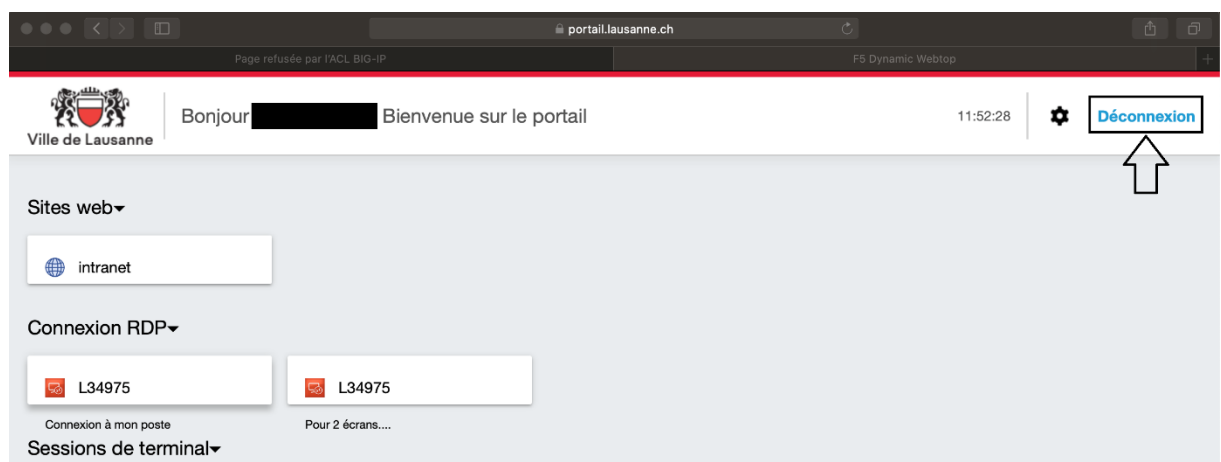 portail.lausanne.ch
Page refusée par l'ACL BIG-IP
F5 Dynamic Webtop
Ville de Lausanne
Bonjour Bienvenue sur le portail
11:52:28
Déconnexion
Sites web
intranet
Connexion RDP
L34975
L34975
Connexion à mon poste
Pour 2 écrans....
Sessions de terminal